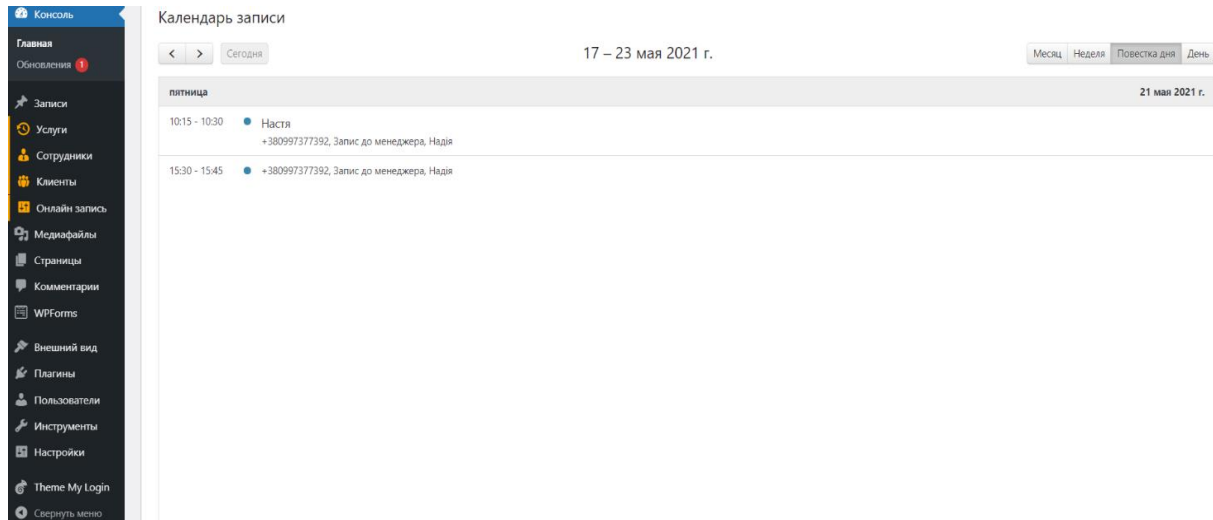 Консоль
Главная
Обновления 1
Записи
Услуги
Сотрудники
Клиенты
Онлайн запись
Медиафайлы
Страницы
Комментарии
WPForms
Внешний вид
Плагины
Пользователи
Инструменты
Настройки
Theme My Login
Свернуть меню
Календарь записи
Сегодня
17 – 23 мая 2021 г.
Месяц Неделя Повестка дня День
пятница 21 мая 2021 г.
10:15 - 10:30 Настя
+380997377392, Запис до менеджера, Надія
15:30 - 15:45 +380997377392, Запис до менеджера, Надія